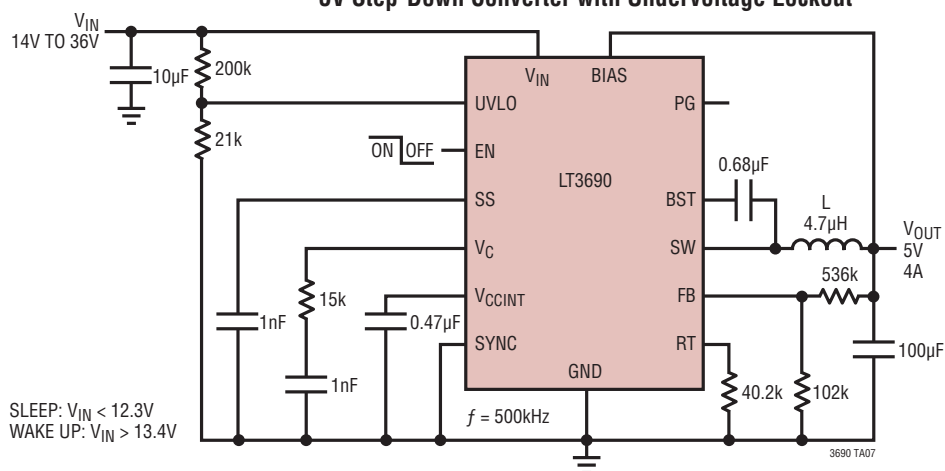 5V Step-Down Converter with Undervoltage Lockout
VIN
14V TO 36V
10µF
200k
21k
VIN
BIAS
UVLO
PG
ON
OFF
EN
LT3690
0.68µF
SS
BST
L
4.7µH
VC
SW
VOUT
5V
4A
15k
536k
VCCINT
FB
1nF
0.47µF
SYNC
RT
100µF
GND
1nF
40.2k
102k
SLEEP: VIN < 12.3V
WAKE UP: VIN > 13.4V
f = 500kHz
3690 TA07